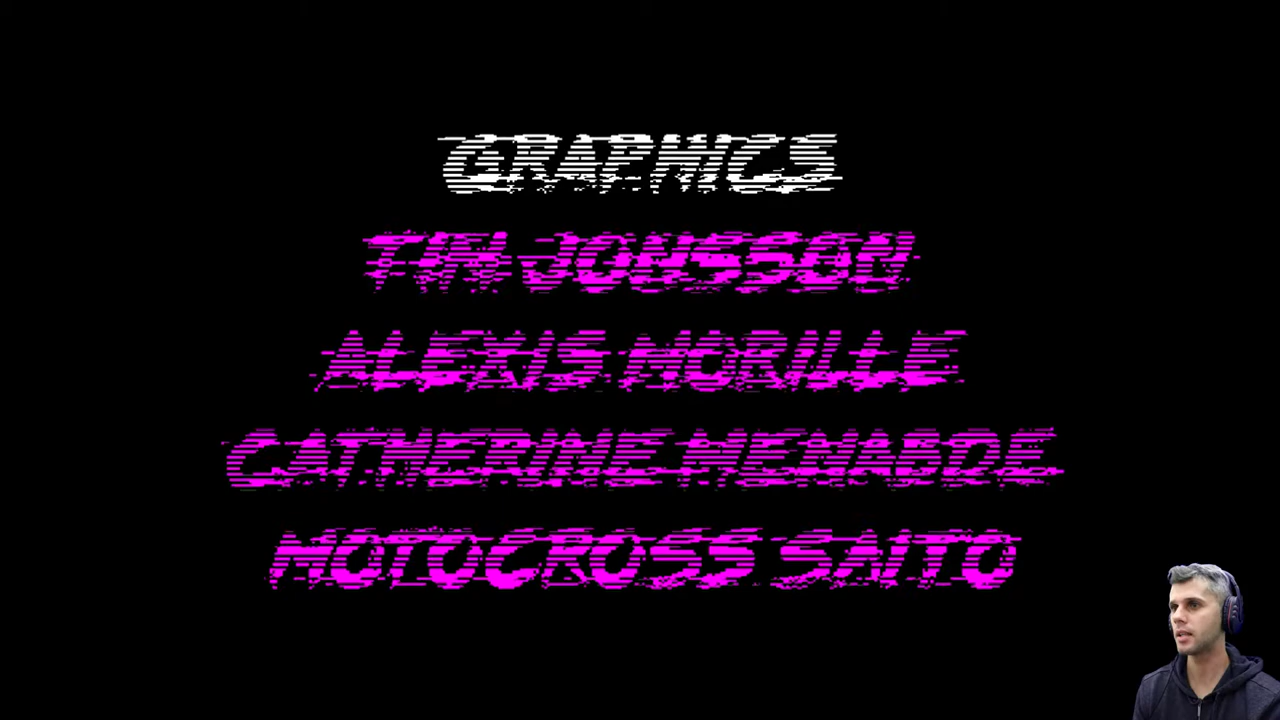 GRAPHICS
TIM JONSSON
ALEXIS MORILLE
CATHERINE MENABDE
MOTOCROSS SAITO